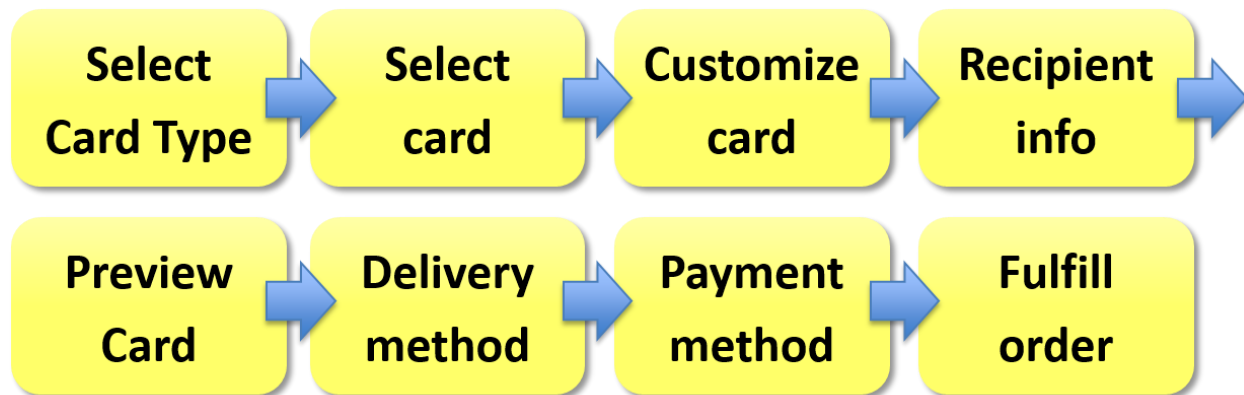 Select
Card Type
Select
card
Customize
card
Recipient
info
Preview
Card
Delivery
method
Payment
method
Fulfill
order